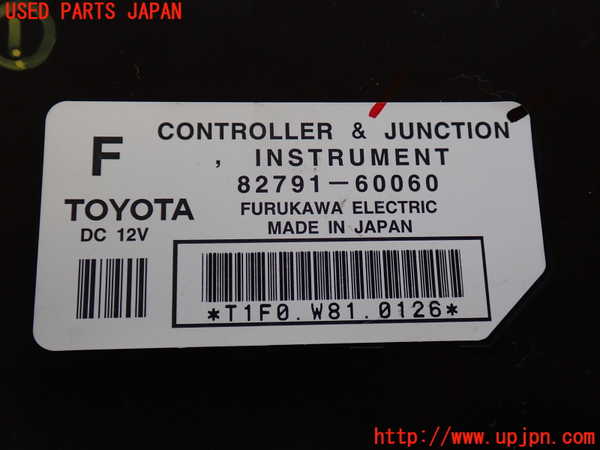 USED PARTS JAPAN
F
CONTROLLER & JUNCTION
, INSTRUMENT
82791-60060
TOYOTA
FURUKAWA ELECTRIC
DC 12V
MADE IN JAPAN
*T1F0.W81.0126*
http://www.upjpn.com/